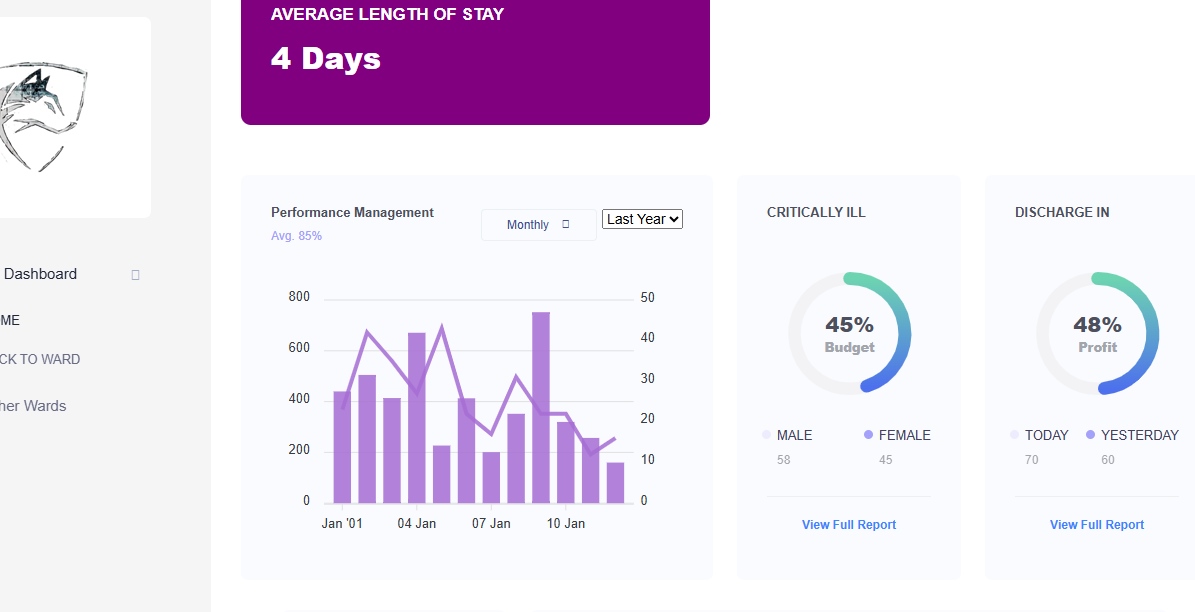 AVERAGE LENGTH OF STAY
4 Days
Dashboard
ME
CK TO WARD
her Wards
Performance Management
Avg. 85%
Monthly
Last Year
800
600
400
200
0
50
40
30
20
10
0
Jan '01
04 Jan
07 Jan
10 Jan
CRITICALLY ILL
45%
Budget
MALE
FEMALE
58
45
View Full Report
DISCHARGE IN
48%
Profit
TODAY
YESTERDAY
70
60
View Full Report